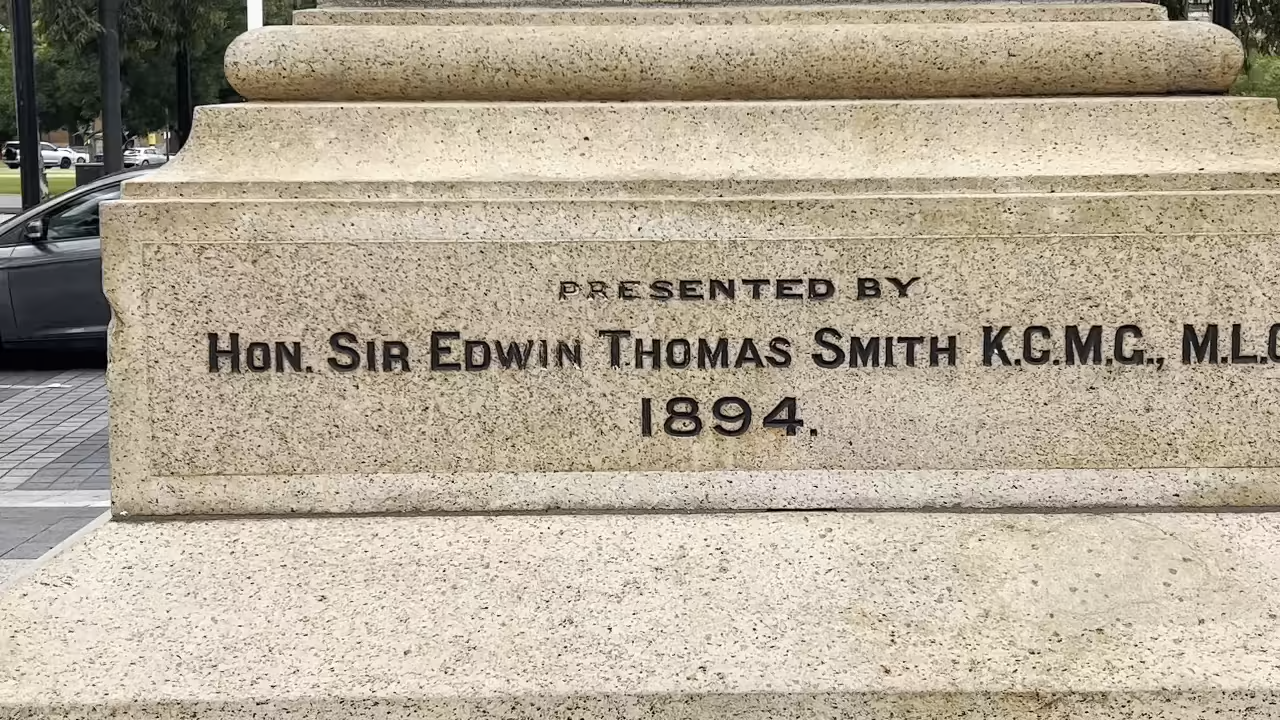 PRESENTED BY
HON. SIR EDWIN THOMAS SMITH K.C.M.G., M.L.C
1894.